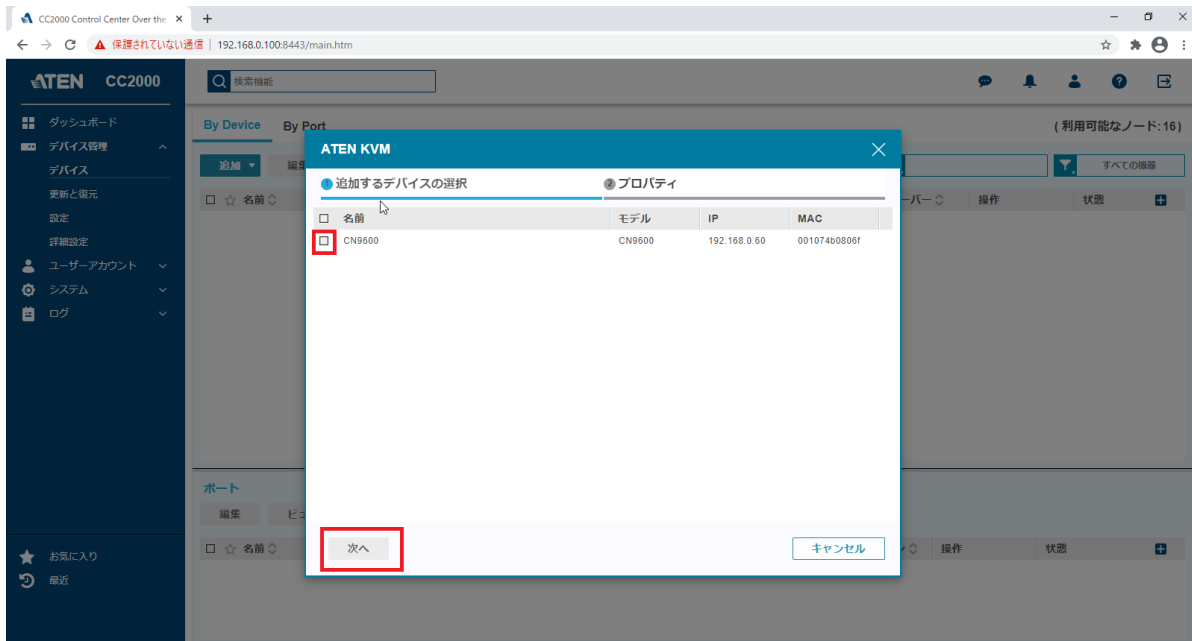 CC2000 Control Center Over the
保護されていない通信 | 192.168.0.100:8443/main.htm
ATEN CC2000
検索機能
ダッシュボード
デバイス管理
デバイス
更新と復元
設定
詳細設定
ユーザーアカウント
システム
ログ
お気に入り
最近
By Device By Port
(利用可能なノード:16)
追加
すべての機器
名前
操作
状態
ATEN KVM
1 追加するデバイスの選択
2 プロパティ
名前 モデル IP MAC
CN9600 CN9600 192.168.0.60 001074b0806f
次へ キャンセル
ポート
編集
名前
操作
状態